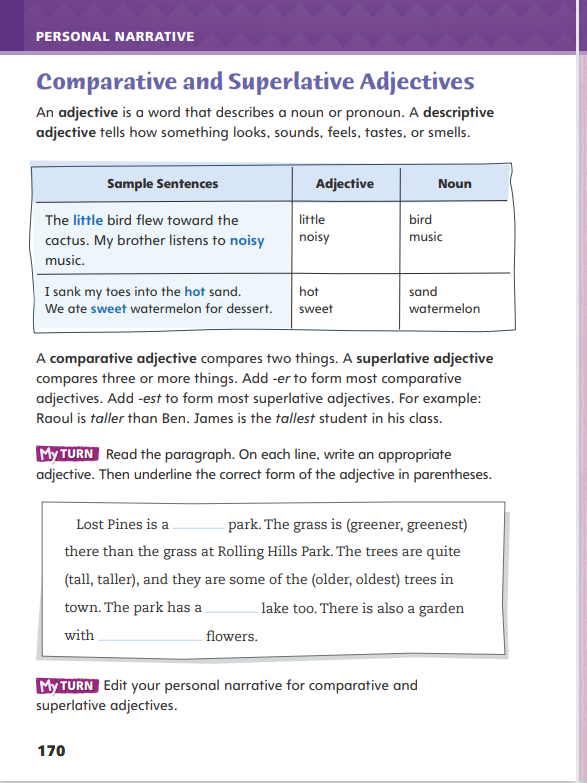 PERSONAL NARRATIVE
Comparative and Superlative Adjectives
An adjective is a word that describes a noun or pronoun. A descriptive
adjective tells how something looks, sounds, feels, tastes, or smells.
Sample Sentences Adjective Noun
The little bird flew toward the little bird
cactus. My brother listens to noisy noisy music
music.
I sank my toes into the hot sand. hot sand
We ate sweet watermelon for dessert. sweet watermelon
A comparative adjective compares two things. A superlative adjective
compares three or more things. Add -er to form most comparative
adjectives. Add -est to form most superlative adjectives. For example:
Raoul is taller than Ben. James is the tallest student in his class.
My TURN Read the paragraph. On each line, write an appropriate
adjective. Then underline the correct form of the adjective in parentheses.
Lost Pines is a ______ park. The grass is (greener, greenest)
there than the grass at Rolling Hills Park. The trees are quite
(tall, taller), and they are some of the (older, oldest) trees in
town. The park has a ______ lake too. There is also a garden
with ____________ flowers.
My TURN Edit your personal narrative for comparative and
superlative adjectives.
170